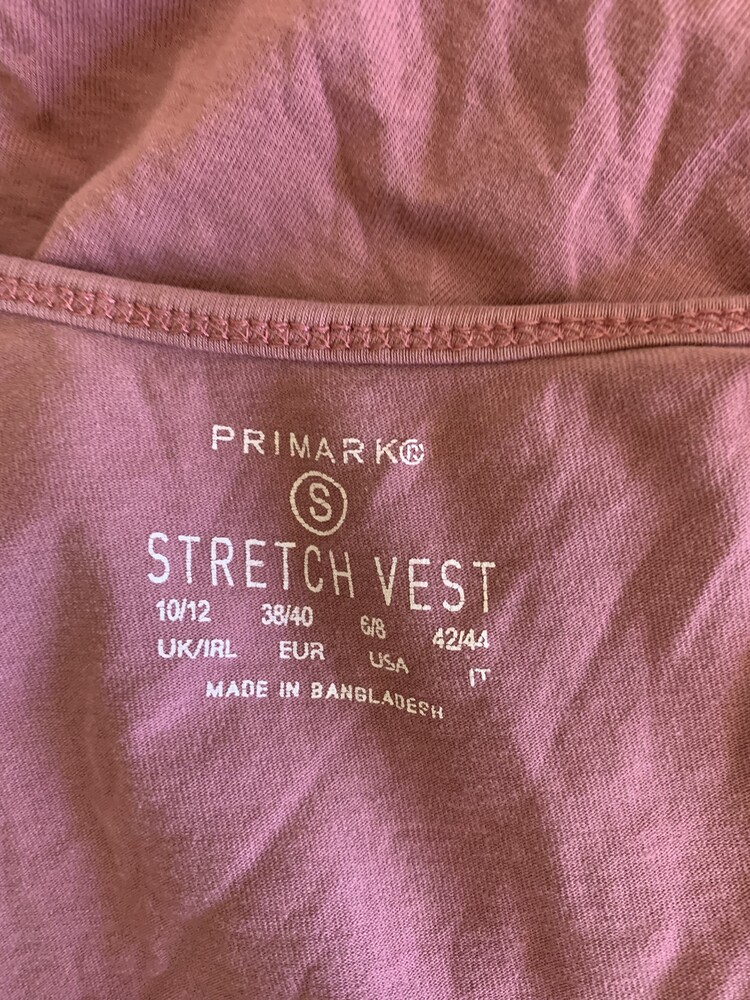 PRIMARK®
S
STRETCH VEST
10/12 38/40 6/8 42/44
UK/IRL EUR USA IT
MADE IN BANGLADESH